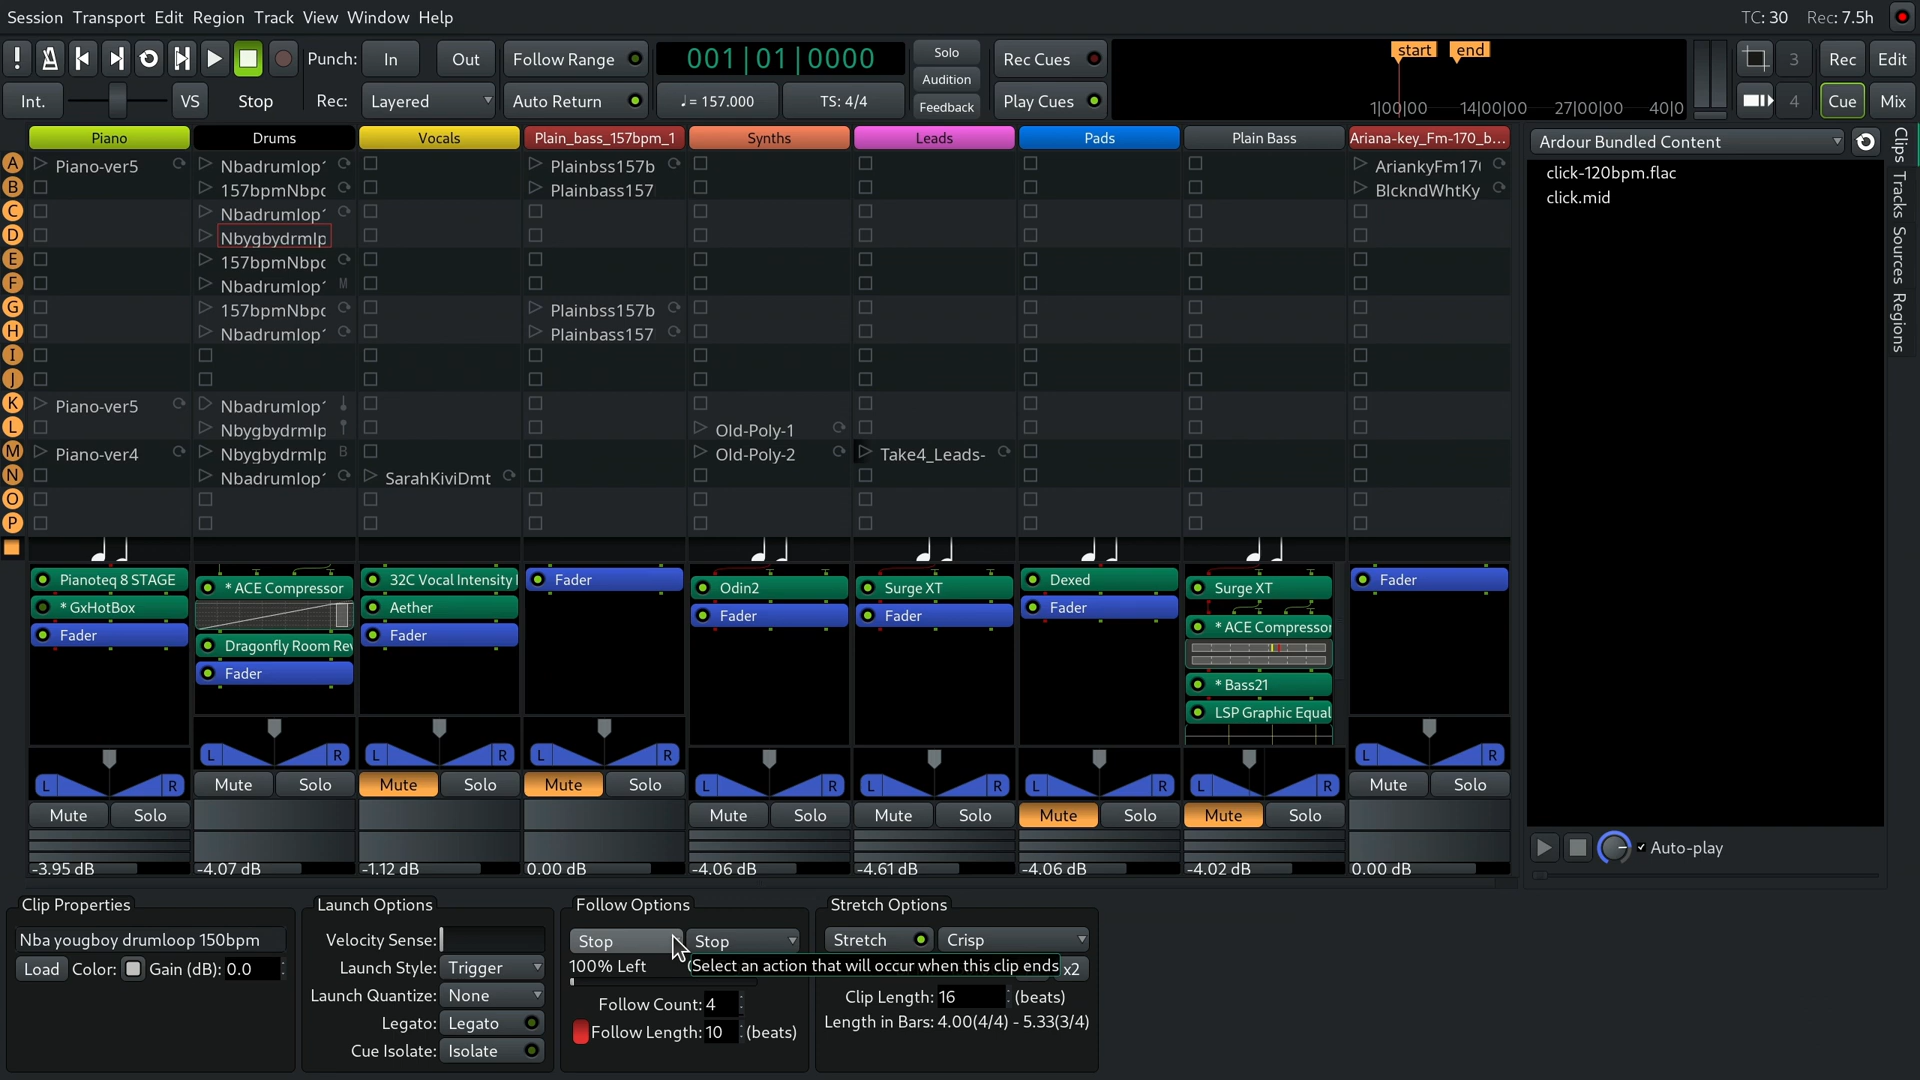 Session Transport Edit Region Track View Window Help TC: 30 Rec: 7.5h
Punch: In Out Follow Range 001|01|0000 Solo Rec Cues start end 3 Rec Edit
Audition
Int. VS Stop Rec: Layered Auto Return ♩= 157.000 TS: 4/4 Feedback Play Cues 1|00|00 14|00|00 27|00|00 40|0 4 Cue Mix
Piano Drums Vocals Plain_bass_157bpm_1 Synths Leads Pads Plain Bass Ariana-key_Fm-170_b... Ardour Bundled Content
A Piano-ver5 Nbadrumlop Plainbss157b AriankyFm17 click-120bpm.flac
B 157bpmNbpc Plainbass157 BlckndWhtKy click.mid
C Nbadrumlop
D Nbygbydrmlp
E 157bpmNbpc
F Nbadrumlop M
G 157bpmNbpc Plainbss157b
H Nbadrumlop Plainbass157
I
J
K Piano-ver5 Nbadrumlop
L Nbygbydrmlp Old-Poly-1
M Piano-ver4 Nbygbydrmlp B Old-Poly-2 Take4_Leads-
N Nbadrumlop SarahKiviDmt
O
P
Clips Tracks Sources Regions
Pianoteq 8 STAGE * ACE Compressor 32C Vocal Intensity Fader Odin2 Surge XT Dexed Surge XT Fader
* GxHotBox Aether Fader Fader Fader * ACE Compressor
Fader Dragonfly Room Rev Fader
Fader * Bass21
LSP Graphic Equal
L R L R L R L R
L R L R L R L R L R
Mute Solo Mute Solo Mute Solo Mute Solo
Mute Solo Mute Solo Mute Solo Mute Solo Mute Solo
-3.95 dB -4.07 dB -1.12 dB 0.00 dB -4.06 dB -4.61 dB -4.06 dB -4.02 dB 0.00 dB
Auto-play
Clip Properties
Nba yougboy drumloop 150bpm
Load Color: Gain (dB): 0.0
Launch Options
Velocity Sense:
Launch Style: Trigger
Launch Quantize: None
Legato: Legato
Cue Isolate: Isolate
Follow Options
Stop Stop
100% Left
Select an action that will occur when this clip ends
Follow Count: 4
Follow Length: 10 (beats)
Stretch Options
Stretch Crisp
x2
Clip Length: 16 (beats)
Length in Bars: 4.00(4/4) - 5.33(3/4)